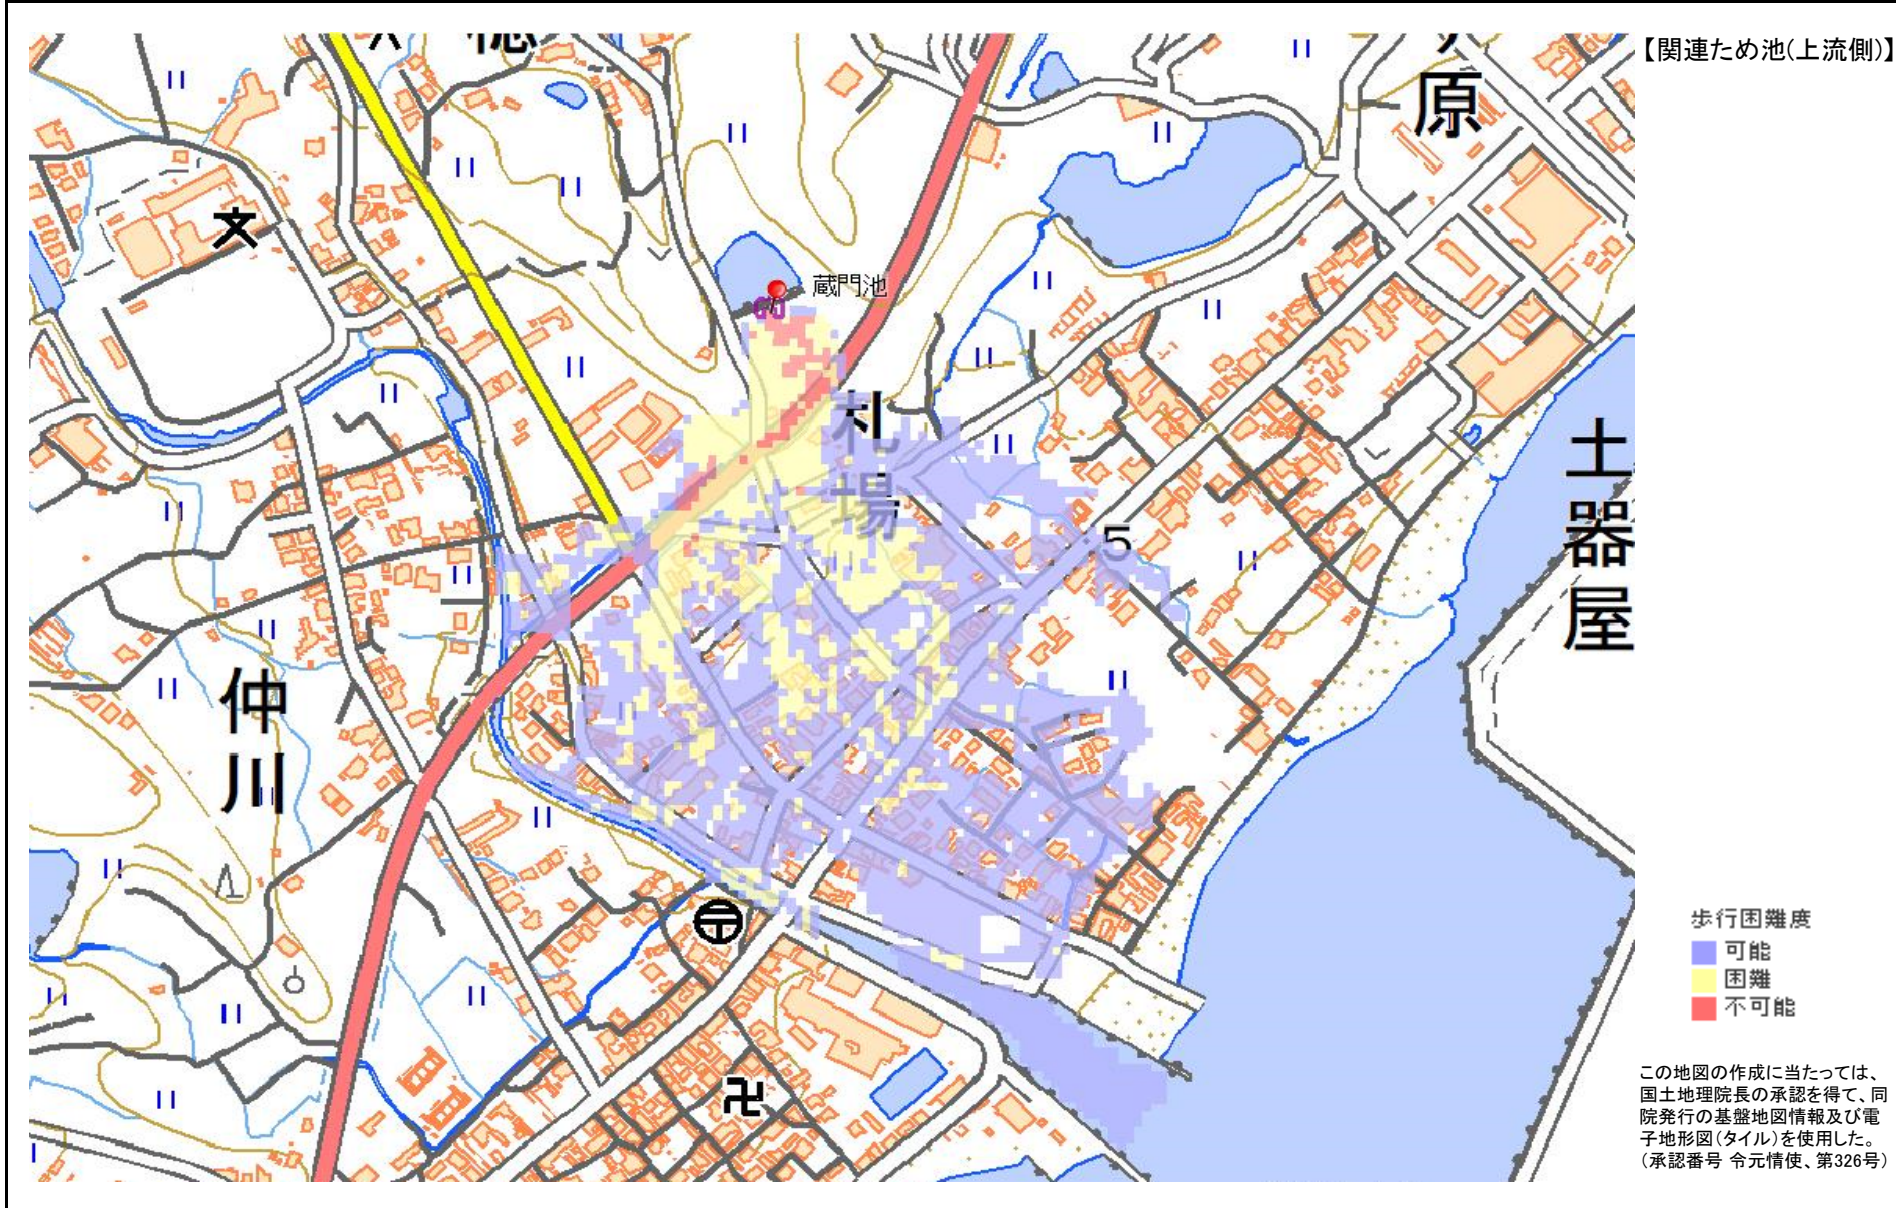 【関連ため池(上流側)】
穂
原
文
蔵門池
札場
土器屋
5
仲川
歩行困難度
可能
困難
不可能
この地図の作成に当たっては、
国土地理院長の承認を得て、同
院発行の基盤地図情報及び電
子地形図(タイル)を使用した。
(承認番号 令元情使、第326号)